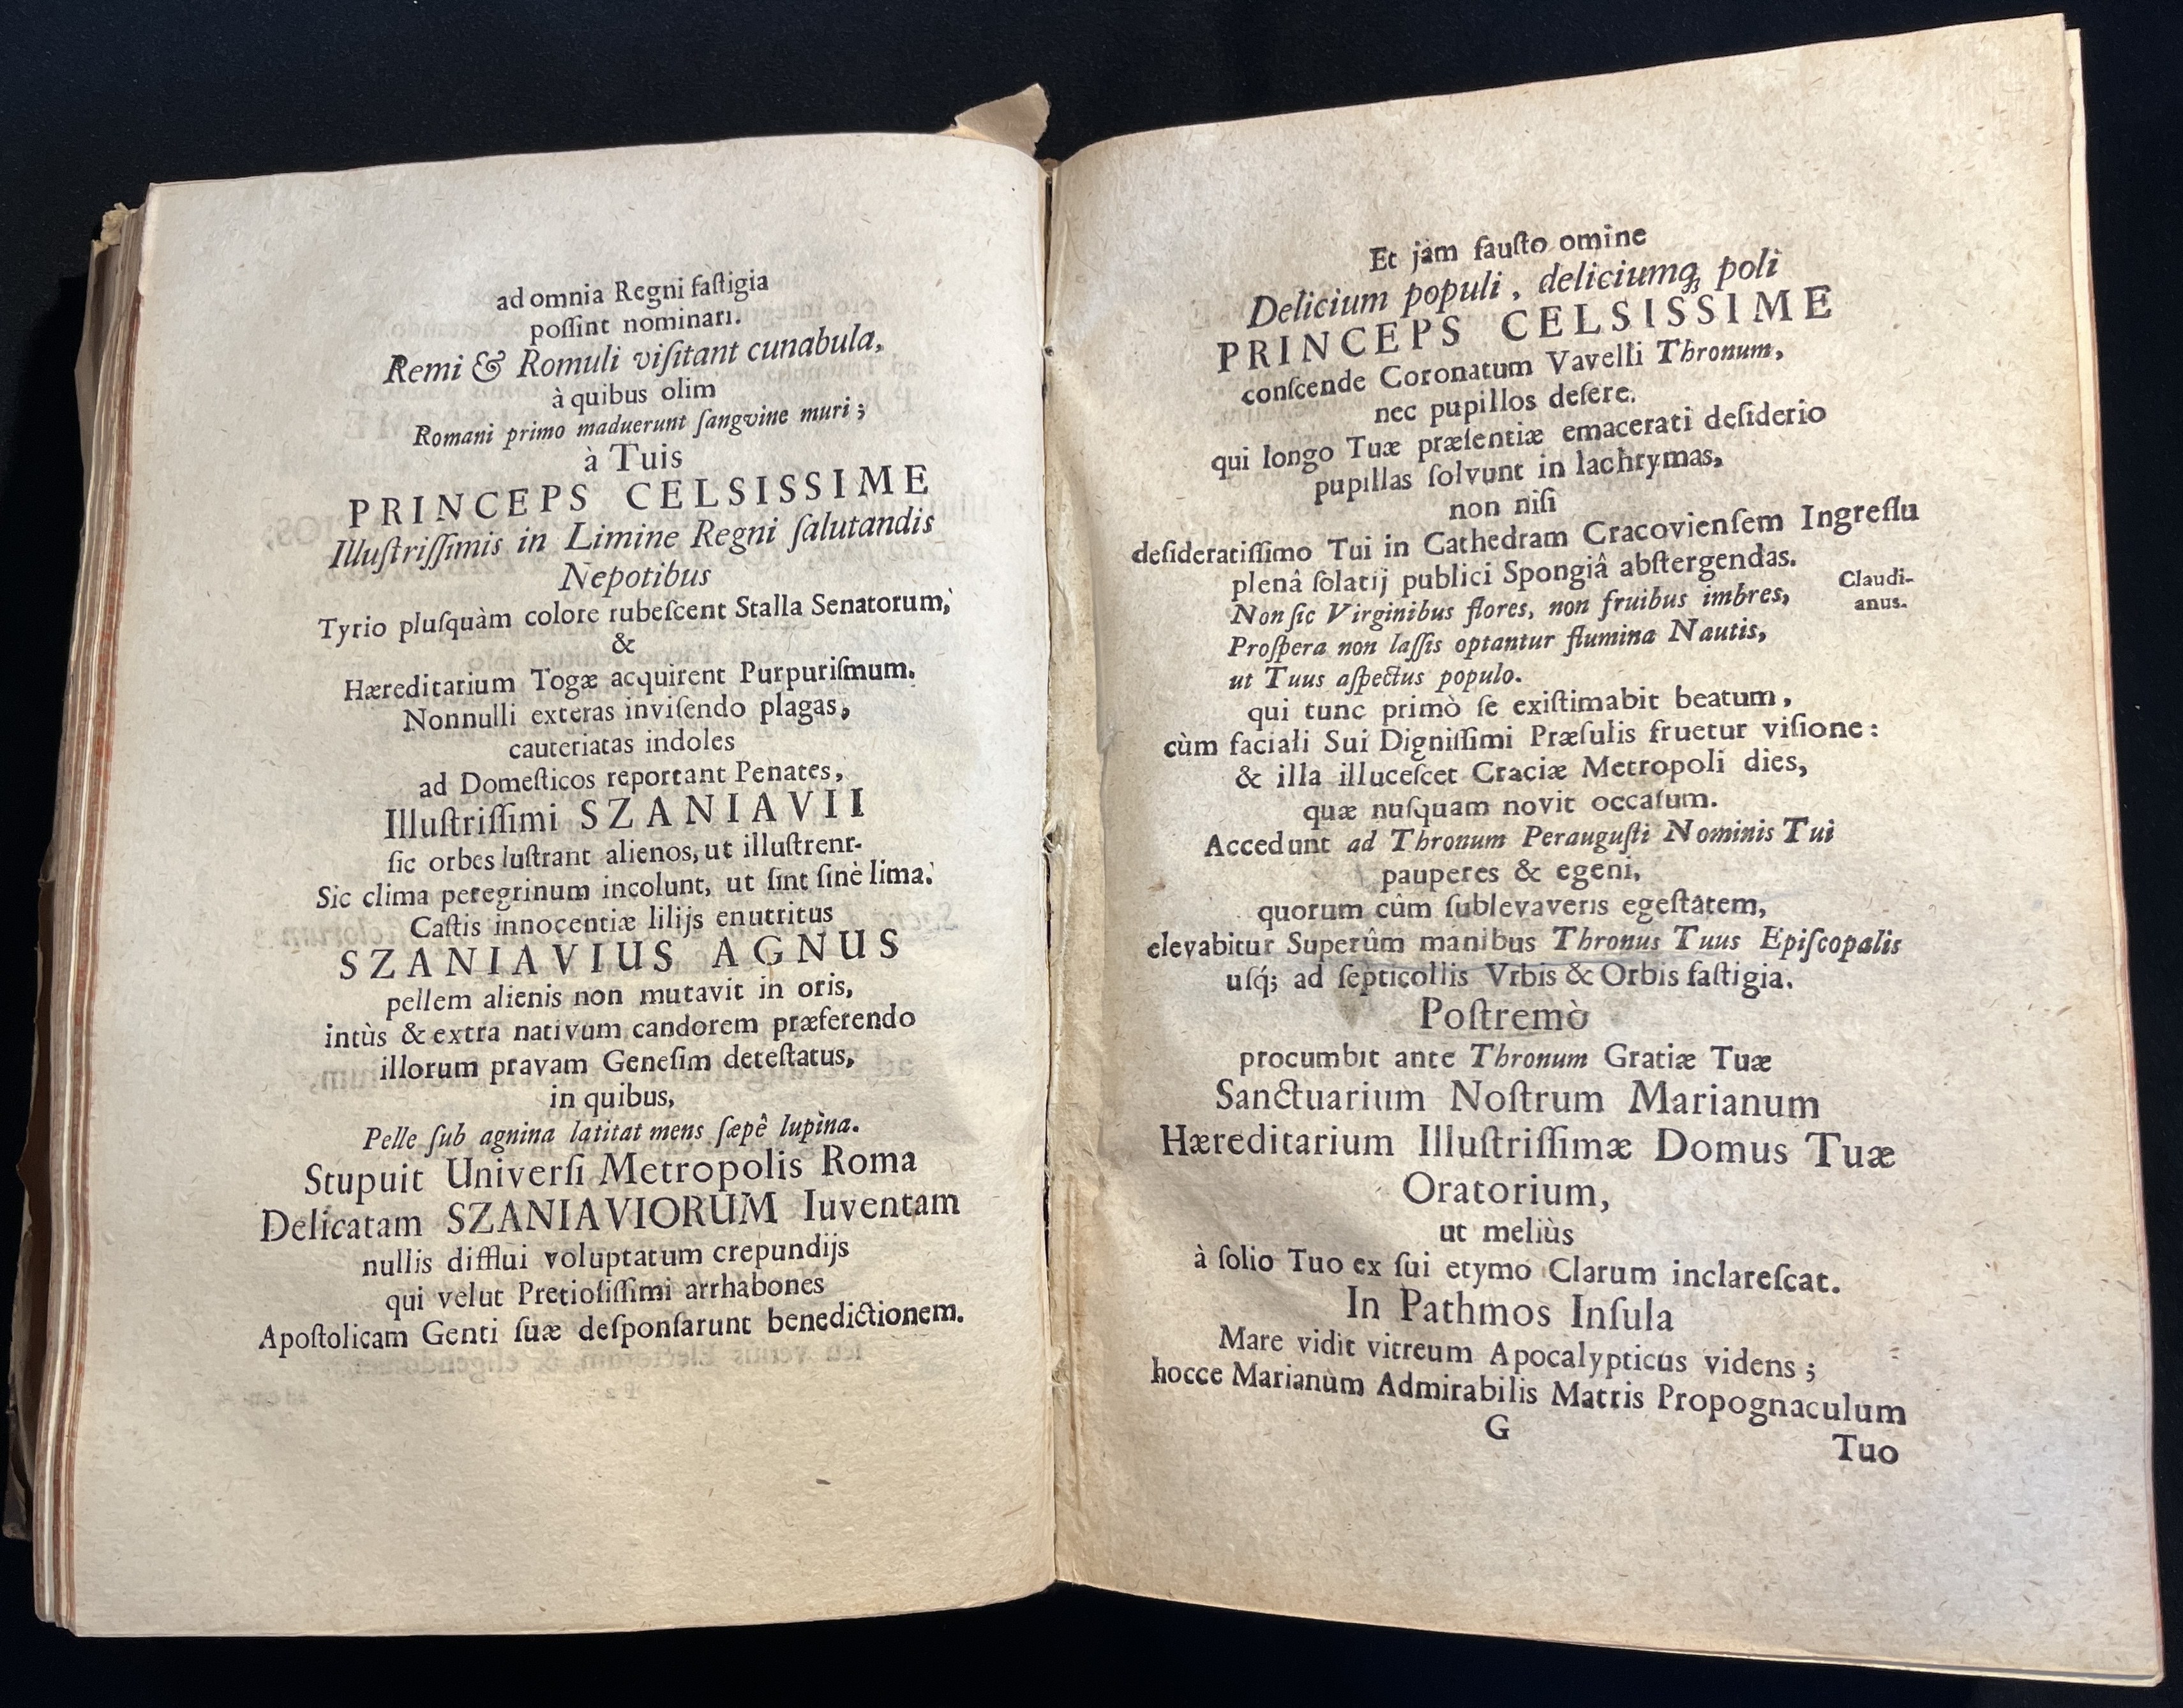 ad omnia Regni faſtigia
poſſint nominari.
Remi & Romuli viſitant cunabula,
à quibus olim
Romani primo maduerunt ſangvine muri ;
à Tuis
PRINCEPS CELSISSIME
Illuſtriſſimis in Limine Regni ſalutandis
Nepotibus
Tyrio pluſquàm colore rubeſcent Stalla Senatorum,
&
Hæreditarium Togæ acquirent Purpuriſmum.
Nonnulli exteras inviſendo plagas,
cauteriatas indoles
ad Domeſticos reportant Penates,
Illuſtriſſimi SZANIAVII
ſic orbes luſtrant alienos, ut illuſtrent.
Sic clima peregrinum incolunt, ut ſint ſinè lima.
Caſtis innocentiæ lilijs enutritus
SZANIAVIUS AGNUS
pellem alienis non mutavit in oris,
intùs & extra nativum candorem præferendo
illorum pravam Geneſim deteſtatus,
in quibus,
Pelle ſub agnina latitat mens ſæpê lupìna.
Stupuit Univerſi Metropolis Roma
Delicatam SZANIAVIORUM Iuventam
nullis difflui voluptatum crepundijs
qui velut Pretioſiſſimi arrhabones
Apoſtolicam Genti ſuæ deſponſarunt benedictionem.
Et jam fauſto omine
Delicium populi, deliciumq; poli
PRINCEPS CELSISSIME
conſcende Coronatum Vavelli Thronum,
nec pupillos deſere.
qui longo Tuæ præſentiæ emacerati deſiderio
pupillas ſolvunt in lachrymas,
non niſi
deſideratiſſimo Tui in Cathedram Cracovienſem Ingreſſu
plenâ ſolatij publici Spongiâ abſtergendas.
Non ſic Virginibus flores, non fruibus imbres,
Claudi-
anus.
Proſpera non laſſis optantur flumina Nautis,
ut Tuus aſpectus populo.
qui tunc primò ſe exiſtimabit beatum,
cùm faciali Sui Digniſſimi Præſulis fruetur viſione:
& illa illuceſcet Craciæ Metropoli dies,
quæ nuſquam novit occaſum.
Accedunt ad Thronum Perauguſti Nominis Tui
pauperes & egeni,
quorum cûm ſublevaveris egeſtatem,
elevabitur Superûm manibus Thronus Tuus Epiſcopalis
uſq́; ad ſepticollis Vrbis & Orbis faſtigia.
Poſtremò
procumbit ante Thronum Gratiæ Tuæ
Sanctuarium Noſtrum Marianum
Hæreditarium Illuſtriſſimæ Domus Tuæ
Oratorium,
ut meliùs
à ſolio Tuo ex ſui etymo Clarum inclareſcat.
In Pathmos Inſula
Mare vidit vitreum Apocalypticus videns ;
hocce Marianùm Admirabilis Matris Propognaculum
G
Tuo